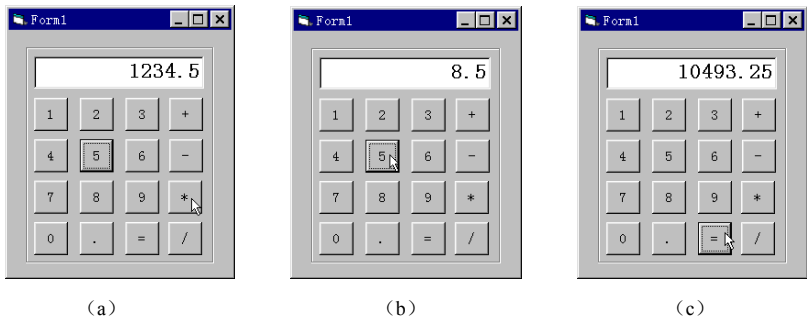 Form1
1234.5
1 2 3 +
4 5 6 -
7 8 9 *
0 . = /
(a)
Form1
8.5
1 2 3 +
4 5 6 -
7 8 9 *
0 . = /
(b)
Form1
10493.25
1 2 3 +
4 5 6 -
7 8 9 *
0 . = /
(c)